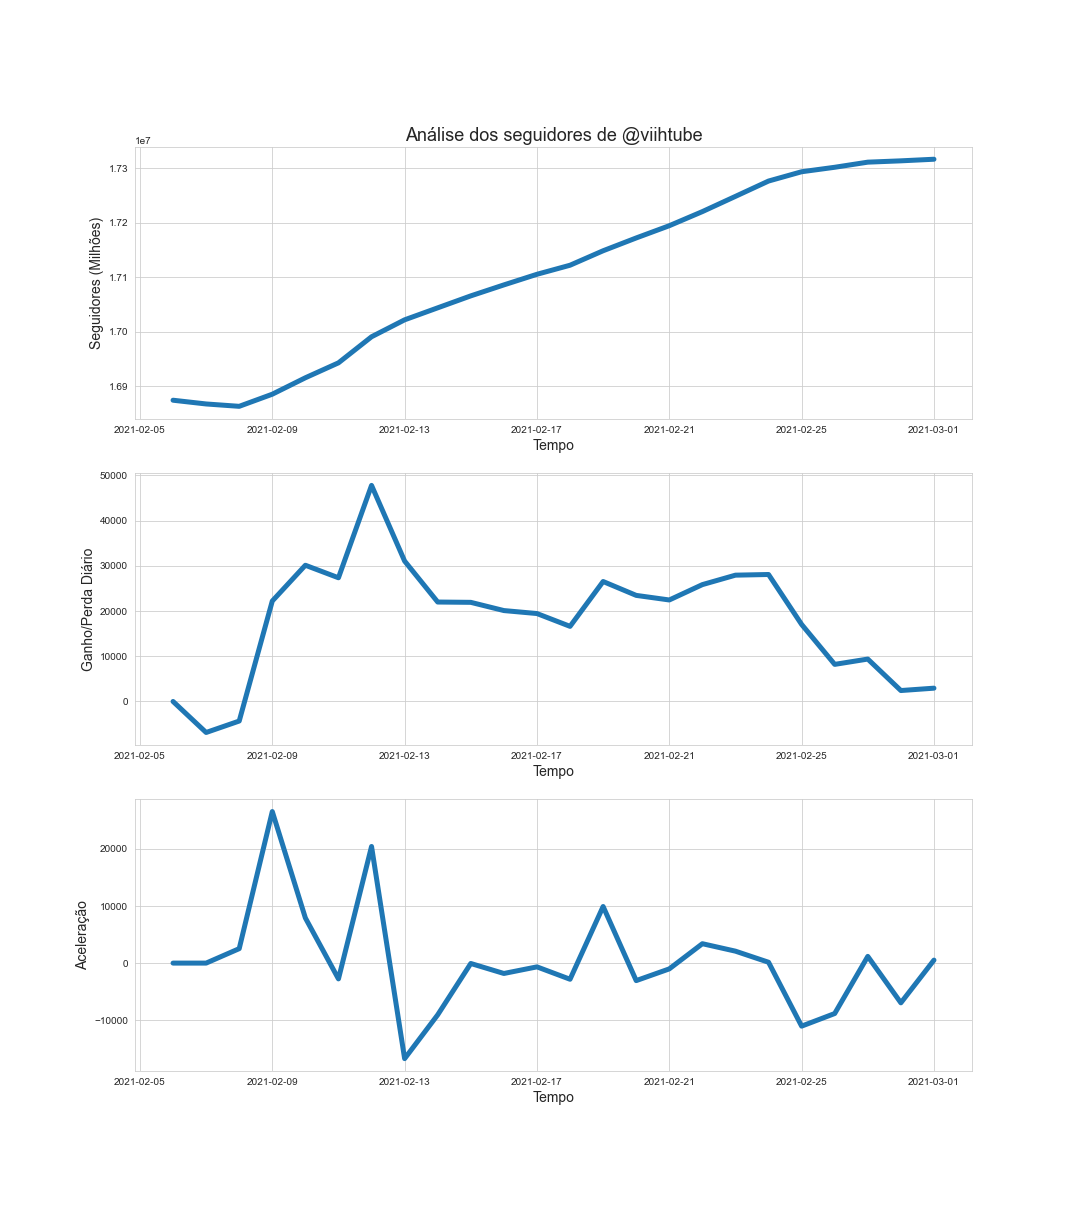 Análise dos seguidores de @viihtube
1e7
1.73
1.72
1.71
1.70
1.69
Seguidores (Milhões)
2021-02-05 2021-02-09 2021-02-13 2021-02-17 2021-02-21 2021-02-25 2021-03-01
Tempo
50000
40000
30000
20000
10000
0
Ganho/Perda Diário
2021-02-05 2021-02-09 2021-02-13 2021-02-17 2021-02-21 2021-02-25 2021-03-01
Tempo
20000
10000
0
−10000
Aceleração
2021-02-05 2021-02-09 2021-02-13 2021-02-17 2021-02-21 2021-02-25 2021-03-01
Tempo